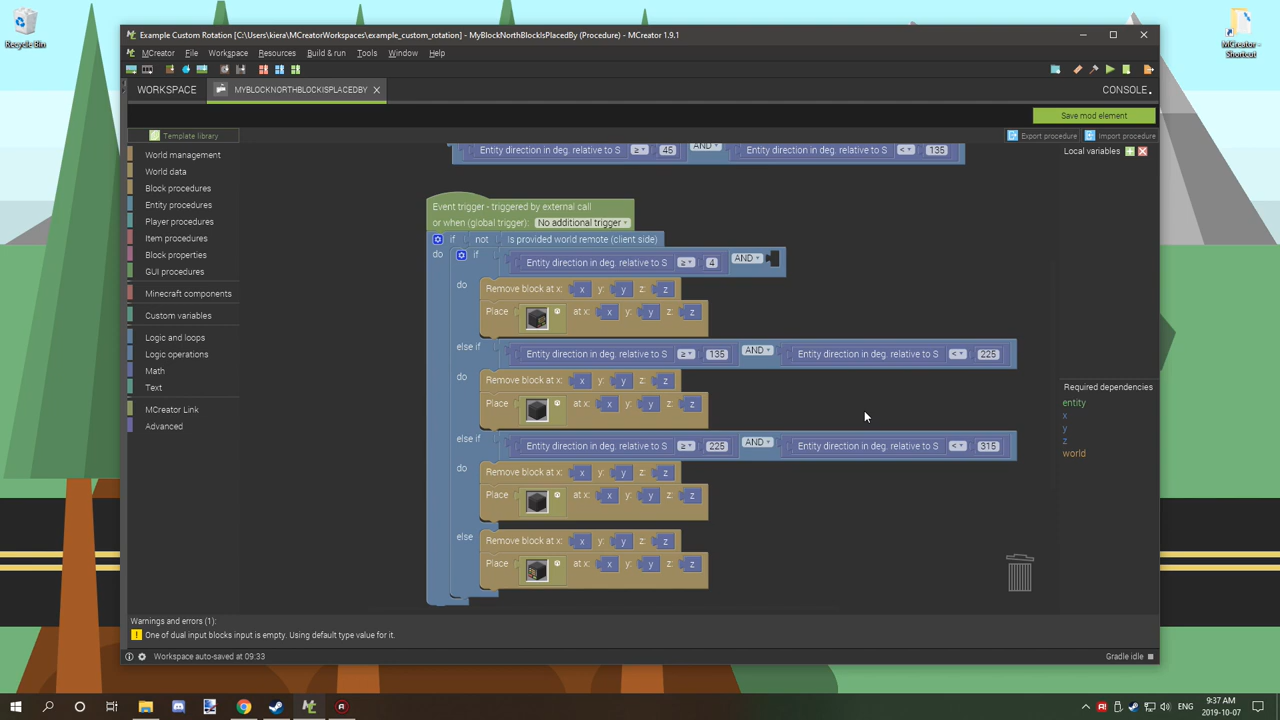 Recycle Bin
MCreator - Shortcut
Example Custom Rotation [C:\Users\kiera\MCreatorWorkspaces\example_custom_rotation] - MyBlockNorthBlockIsPlacedBy (Procedure) - MCreator 1.9.1
MCreator File Workspace Resources Build & run Tools Window Help
WORKSPACE MYBLOCKNORTHBLOCKISPLACEDBY CONSOLE
Save mod element
Template library Export procedure Import procedure
World management
World data
Block procedures
Entity procedures
Player procedures
Item procedures
Block properties
GUI procedures
Minecraft components
Custom variables
Logic and loops
Logic operations
Math
Text
MCreator Link
Advanced
Entity direction in deg. relative to S ≥ 45 AND Entity direction in deg. relative to S < 135
Event trigger - triggered by external call
or when (global trigger): No additional trigger
if not Is provided world remote (client side)
do if Entity direction in deg. relative to S ≥ 4 AND
do Remove block at x: x y: y z: z
Place at x: x y: y z: z
else if Entity direction in deg. relative to S ≥ 135 AND Entity direction in deg. relative to S < 225
do Remove block at x: x y: y z: z
Place at x: x y: y z: z
else if Entity direction in deg. relative to S ≥ 225 AND Entity direction in deg. relative to S < 315
do Remove block at x: x y: y z: z
Place at x: x y: y z: z
else Remove block at x: x y: y z: z
Place at x: x y: y z: z
Local variables
Required dependencies
entity
x
y
z
world
Warnings and errors (1):
One of dual input blocks input is empty. Using default type value for it.
Workspace auto-saved at 09:33 Gradle idle
ENG
9:37 AM
2019-10-07